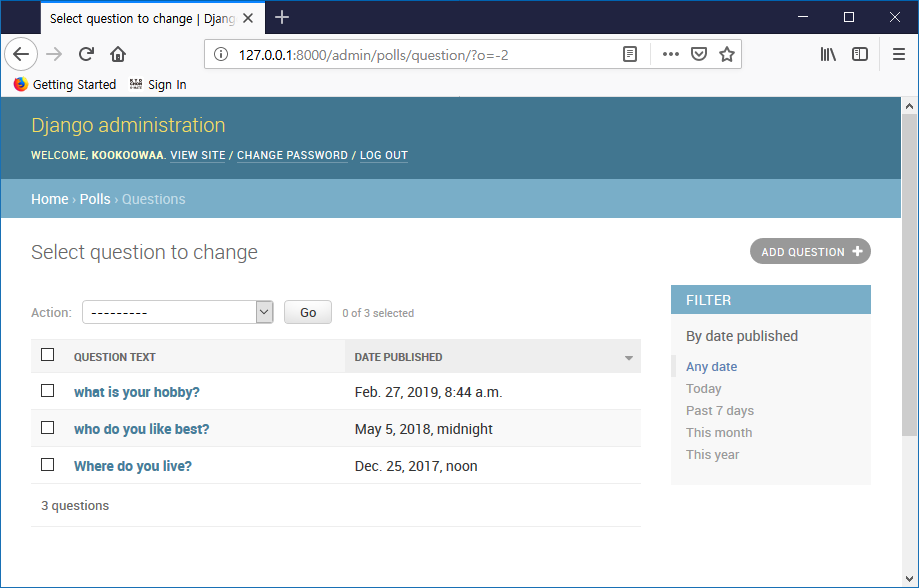 Select question to change | Djang
127.0.0.1:8000/admin/polls/question/?o=-2
Getting Started Sign In
Django administration
WELCOME, KOOKOOWAA. VIEW SITE / CHANGE PASSWORD / LOG OUT
Home › Polls › Questions
Select question to change
ADD QUESTION +
Action: --------- Go 0 of 3 selected
QUESTION TEXT DATE PUBLISHED
what is your hobby? Feb. 27, 2019, 8:44 a.m.
who do you like best? May 5, 2018, midnight
Where do you live? Dec. 25, 2017, noon
3 questions
FILTER
By date published
Any date
Today
Past 7 days
This month
This year